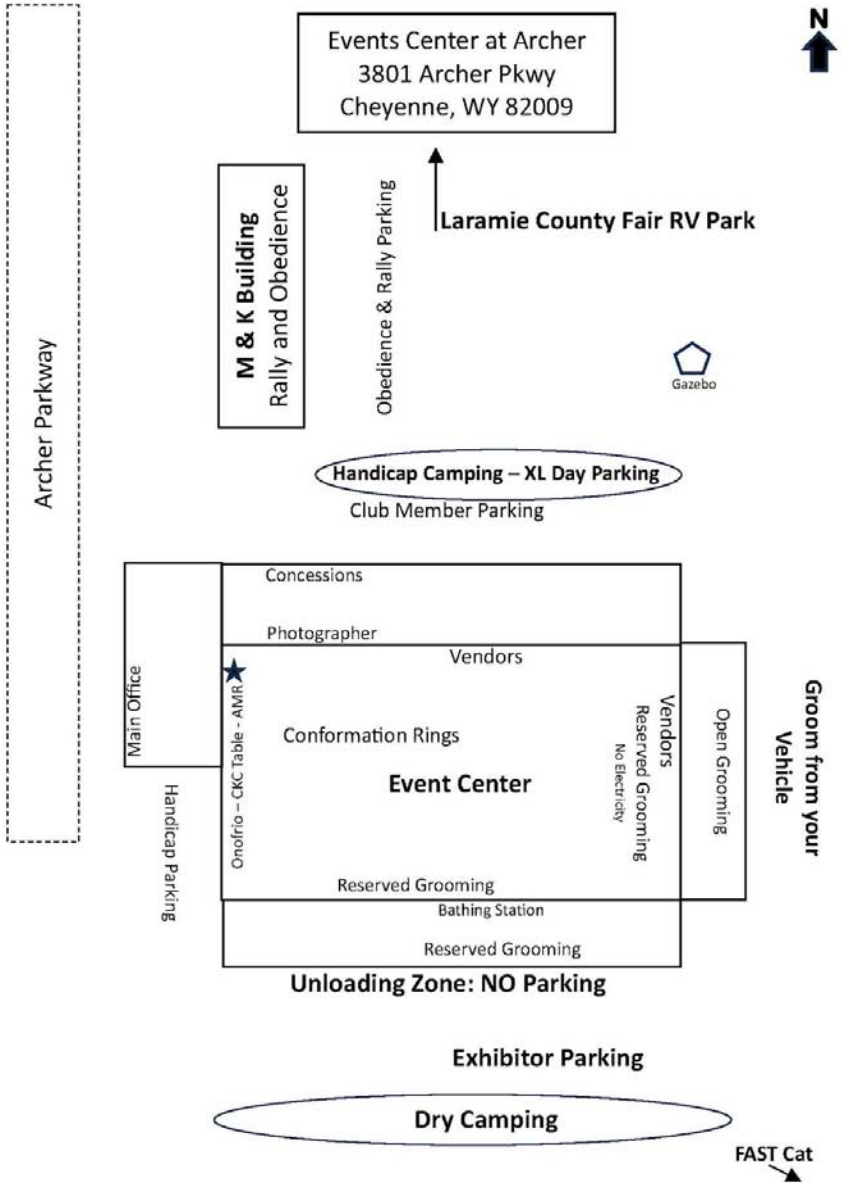 N
Events Center at Archer
3801 Archer Pkwy
Cheyenne, WY 82009
Laramie County Fair RV Park
M & K Building
Rally and Obedience
Obedience & Rally Parking
Archer Parkway
Gazebo
Handicap Camping – XL Day Parking
Club Member Parking
Concessions
Photographer
Vendors
Main Office
Onofrio – CKC Table - AMR
Conformation Rings
Event Center
Vendors
Reserved Grooming
No Electricity
Open Grooming
Groom from your
Vehicle
Handicap Parking
Reserved Grooming
Bathing Station
Reserved Grooming
Unloading Zone: NO Parking
Exhibitor Parking
Dry Camping
FAST Cat